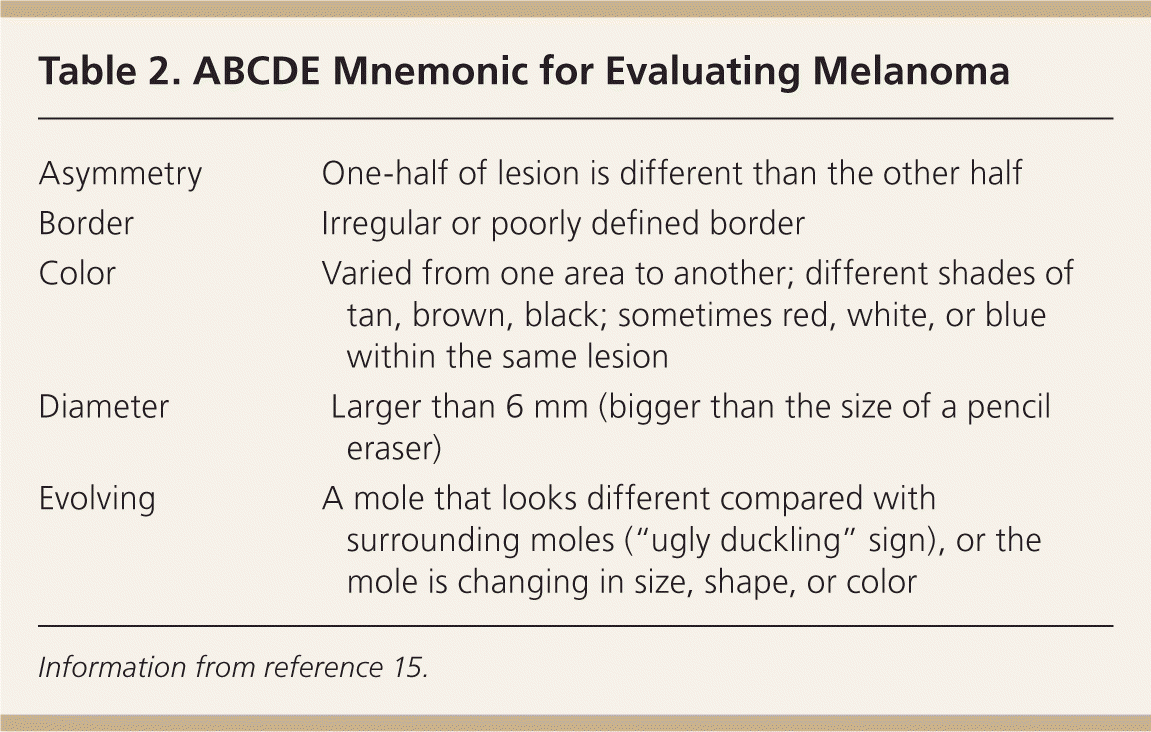 Table 2. ABCDE Mnemonic for Evaluating Melanoma
Asymmetry One-half of lesion is different than the other half
Border Irregular or poorly defined border
Color Varied from one area to another; different shades of
tan, brown, black; sometimes red, white, or blue
within the same lesion
Diameter Larger than 6 mm (bigger than the size of a pencil
eraser)
Evolving A mole that looks different compared with
surrounding moles (“ugly duckling” sign), or the
mole is changing in size, shape, or color
Information from reference 15.